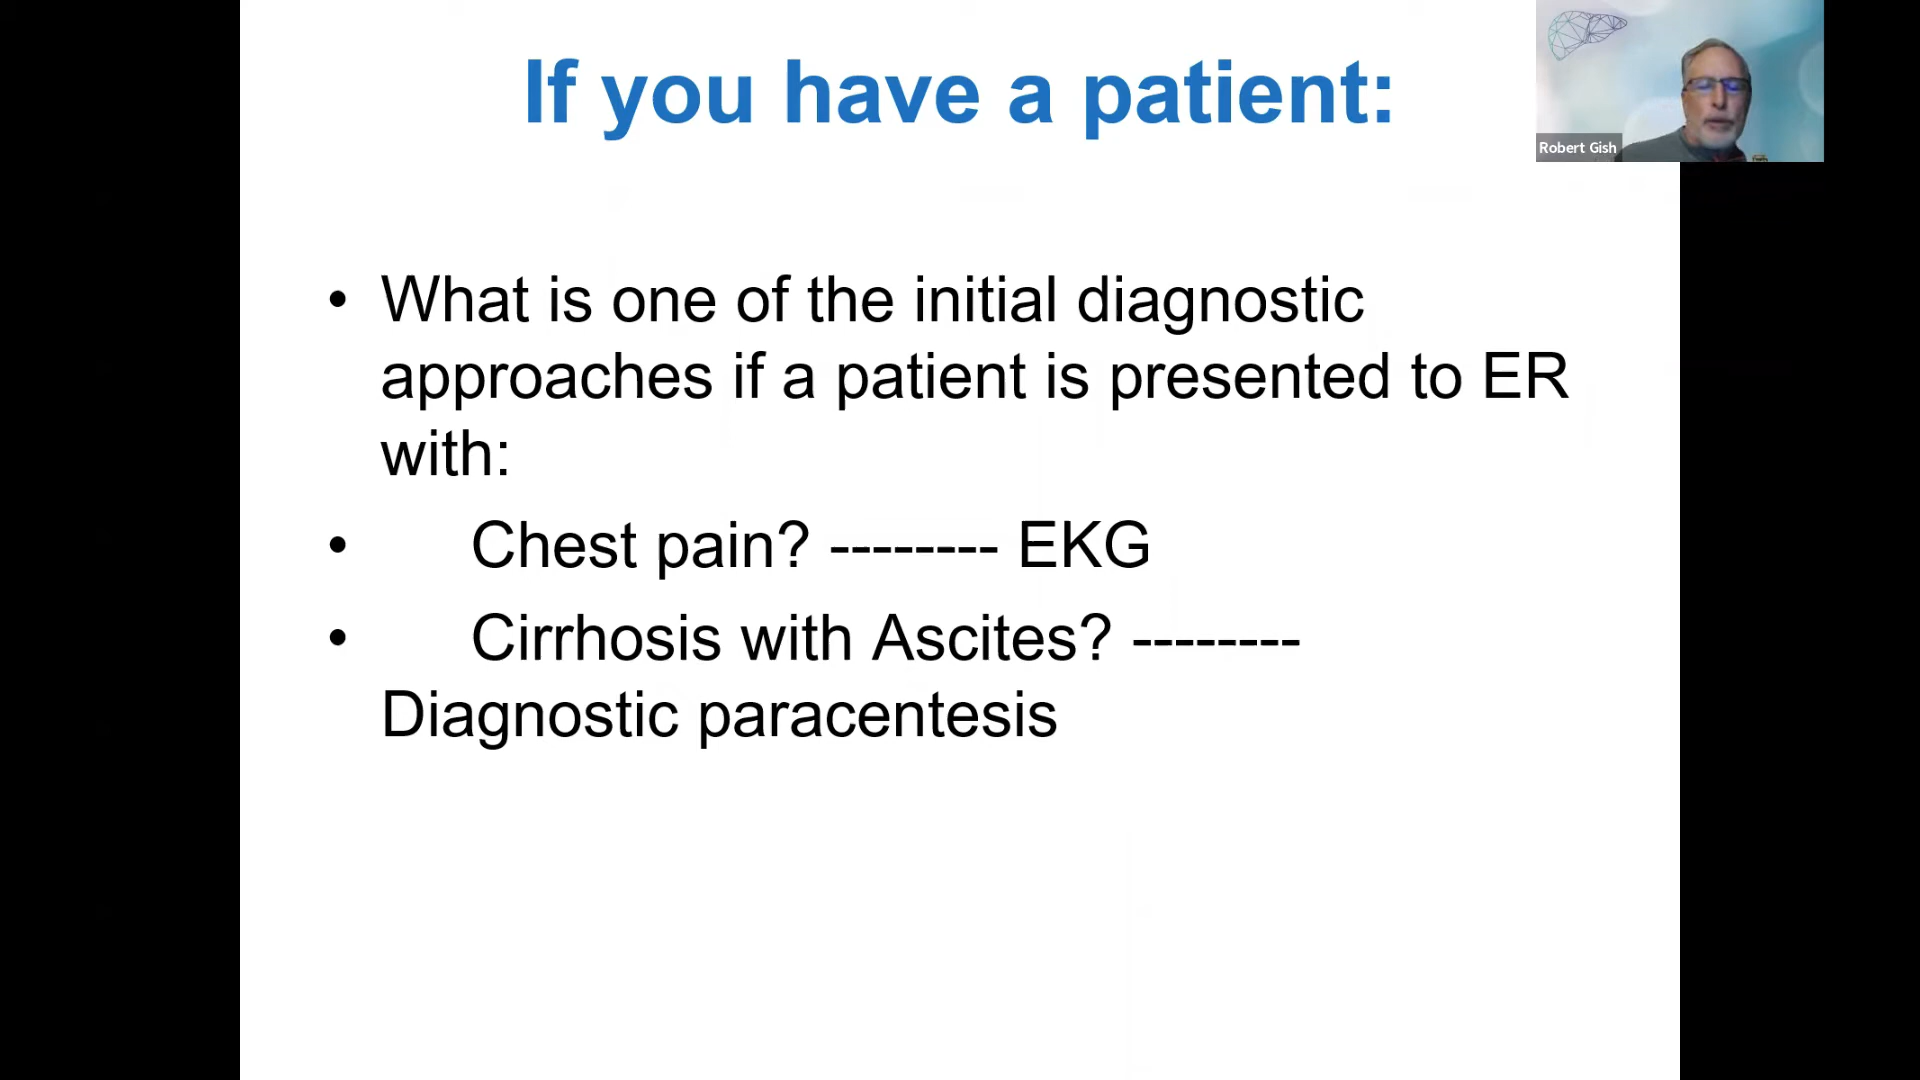 If you have a patient:
Robert Gish
• What is one of the initial diagnostic
approaches if a patient is presented to ER
with:
• Chest pain? -------- EKG
• Cirrhosis with Ascites? --------
Diagnostic paracentesis